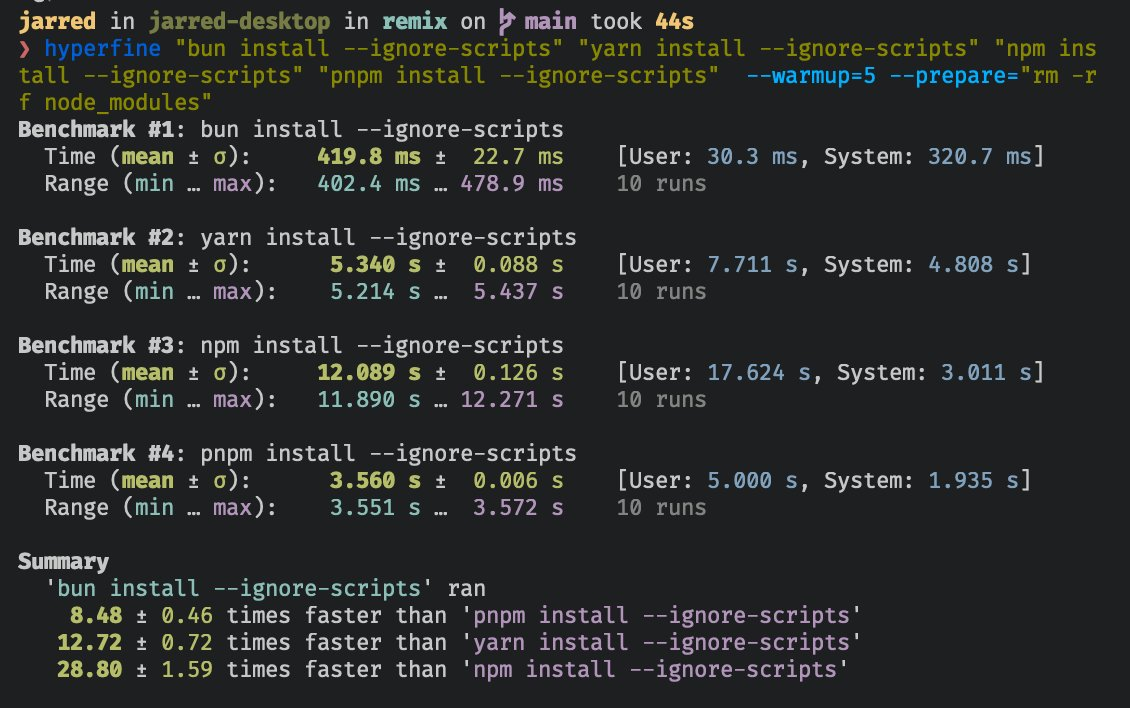 jarred in jarred-desktop in remix on main took 44s
❯ hyperfine "bun install --ignore-scripts" "yarn install --ignore-scripts" "npm ins
tall --ignore-scripts" "pnpm install --ignore-scripts"  --warmup=5 --prepare="rm -r
f node_modules"
Benchmark #1: bun install --ignore-scripts
  Time (mean ± σ):     419.8 ms ±  22.7 ms    [User: 30.3 ms, System: 320.7 ms]
  Range (min … max):   402.4 ms … 478.9 ms    10 runs

Benchmark #2: yarn install --ignore-scripts
  Time (mean ± σ):      5.340 s ±  0.088 s    [User: 7.711 s, System: 4.808 s]
  Range (min … max):    5.214 s …  5.437 s    10 runs

Benchmark #3: npm install --ignore-scripts
  Time (mean ± σ):     12.089 s ±  0.126 s    [User: 17.624 s, System: 3.011 s]
  Range (min … max):   11.890 s … 12.271 s    10 runs

Benchmark #4: pnpm install --ignore-scripts
  Time (mean ± σ):      3.560 s ±  0.006 s    [User: 5.000 s, System: 1.935 s]
  Range (min … max):    3.551 s …  3.572 s    10 runs

Summary
  'bun install --ignore-scripts' ran
    8.48 ± 0.46 times faster than 'pnpm install --ignore-scripts'
   12.72 ± 0.72 times faster than 'yarn install --ignore-scripts'
   28.80 ± 1.59 times faster than 'npm install --ignore-scripts'